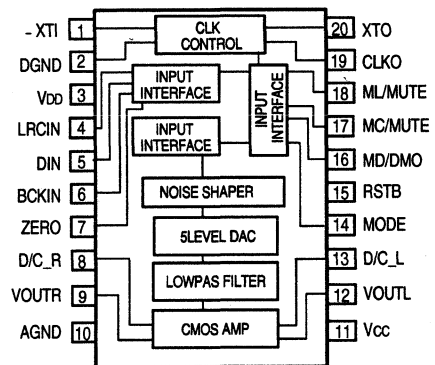 - XTI 1
DGND 2
VDD 3
LRCIN 4
DIN 5
BCKIN 6
ZERO 7
D/C_R 8
VOUTR 9
AGND 10
CLK
CONTROL
INPUT
INTERFACE
INPUT
INTERFACE
INPUT
INTERFACE
NOISE SHAPER
5LEVEL DAC
LOWPAS FILTER
CMOS AMP
20 XTO
19 CLKO
18 ML/MUTE
17 MC/MUTE
16 MD/DMO
15 RSTB
14 MODE
13 D/C_L
12 VOUTL
11 Vcc